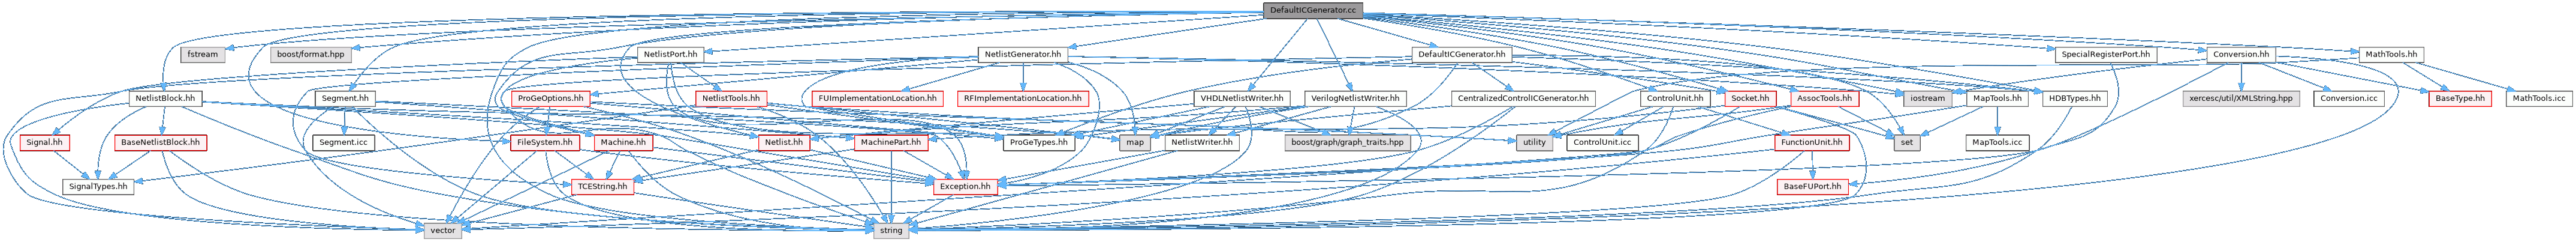 DefaultICGenerator.cc
fstream
boost/format.hpp
NetlistPort.hh
NetlistGenerator.hh
DefaultICGenerator.hh
SpecialRegisterPort.hh
Conversion.hh
MathTools.hh
NetlistBlock.hh
Segment.hh
ProGeOptions.hh
NetlistTools.hh
FUImplementationLocation.hh
RFImplementationLocation.hh
VHDLNetlistWriter.hh
VerilogNetlistWriter.hh
CentralizedControlICGenerator.hh
ControlUnit.hh
Socket.hh
AssocTools.hh
iostream
MapTools.hh
HDBTypes.hh
xercesc/util/XMLString.hpp
Conversion.icc
BaseType.hh
MathTools.icc
Signal.hh
BaseNetlistBlock.hh
Segment.icc
FileSystem.hh
Machine.hh
Netlist.hh
MachinePart.hh
ProGeTypes.hh
map
NetlistWriter.hh
boost/graph/graph_traits.hpp
utility
ControlUnit.icc
FunctionUnit.hh
set
MapTools.icc
SignalTypes.hh
TCEString.hh
Exception.hh
BaseFUPort.hh
vector
string